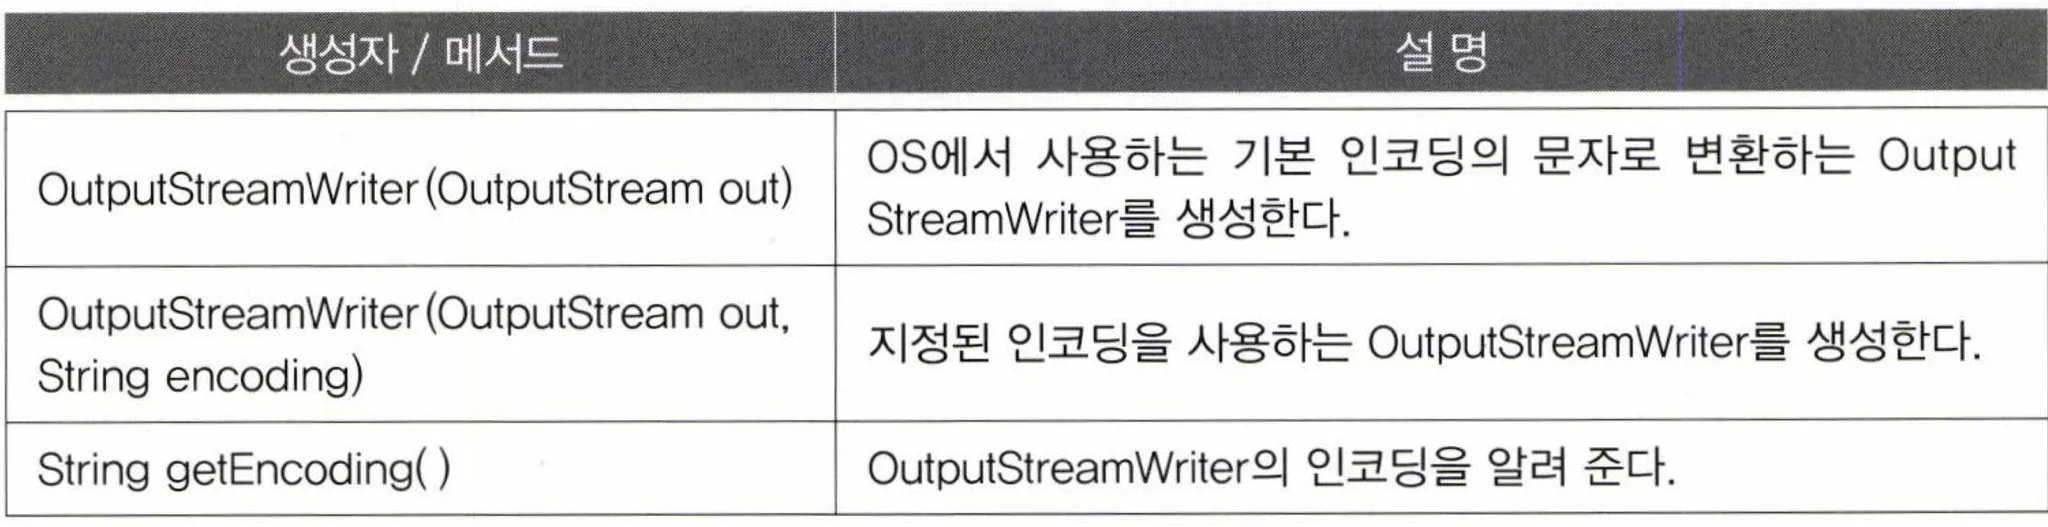 생성자 / 메서드
설 명
OutputStreamWriter(OutputStream out)
OS에서 사용하는 기본 인코딩의 문자로 변환하는 Output
StreamWriter를 생성한다.
OutputStreamWriter(OutputStream out,
String encoding)
지정된 인코딩을 사용하는 OutputStreamWriter를 생성한다.
String getEncoding( )
OutputStreamWriter의 인코딩을 알려 준다.